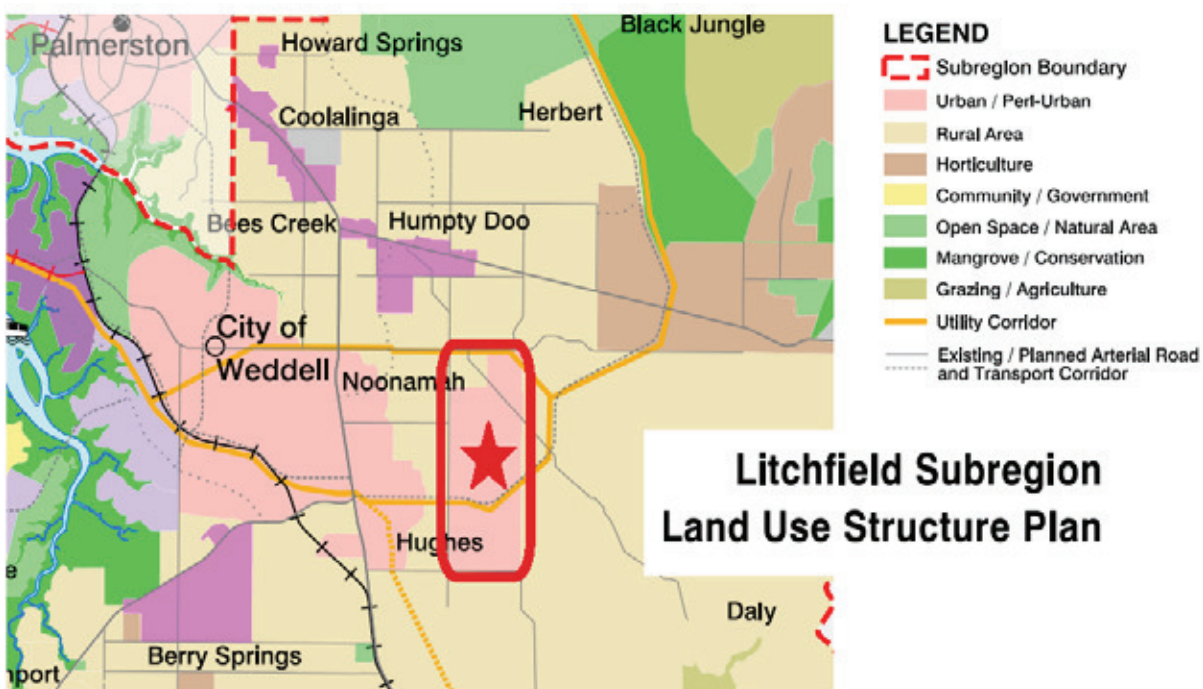 Palmerston
Howard Springs
Black Jungle
Coolalinga
Herbert
Bees Creek
Humpty Doo
City of
Weddell
Noonamah
Hughes
Daly
Berry Springs
LEGEND
Subregion Boundary
Urban / Peri-Urban
Rural Area
Horticulture
Community / Government
Open Space / Natural Area
Mangrove / Conservation
Grazing / Agriculture
Utility Corridor
Existing / Planned Arterial Road
and Transport Corridor
Litchfield Subregion
Land Use Structure Plan